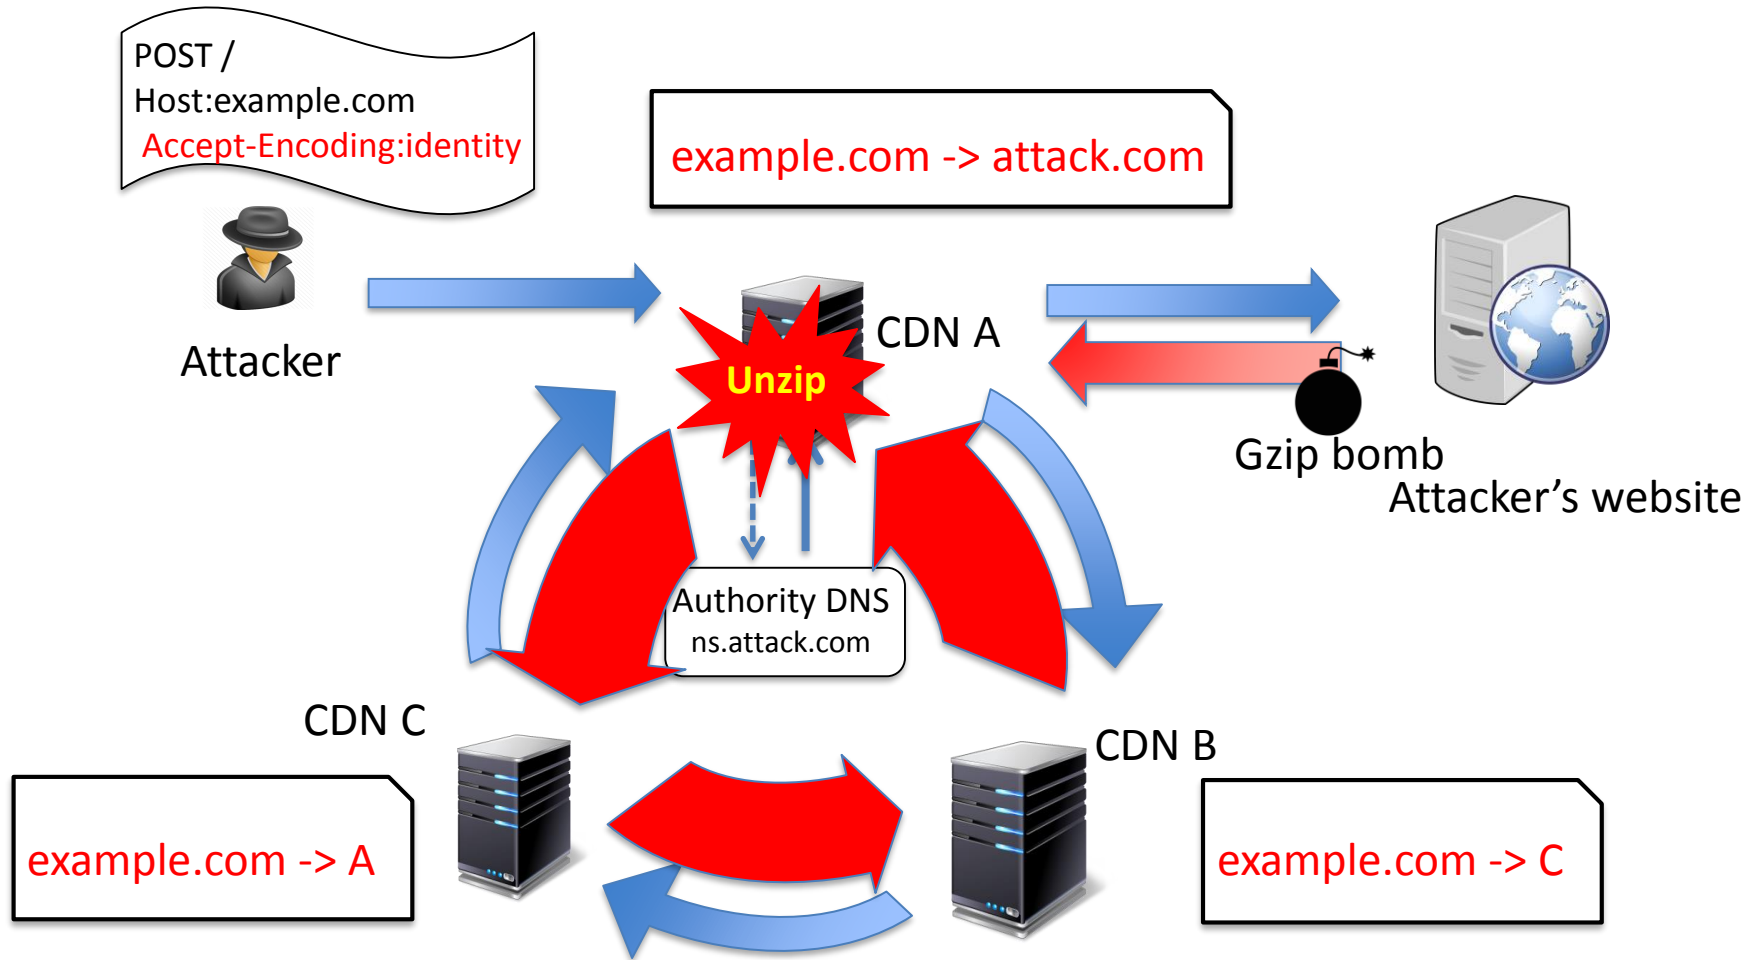 POST /
Host:example.com
Accept-Encoding:identity
example.com -> attack.com
Attacker
CDN A
Unzip
Gzip bomb
Attacker’s website
Authority DNS
ns.attack.com
CDN C
CDN B
example.com -> A
example.com -> C